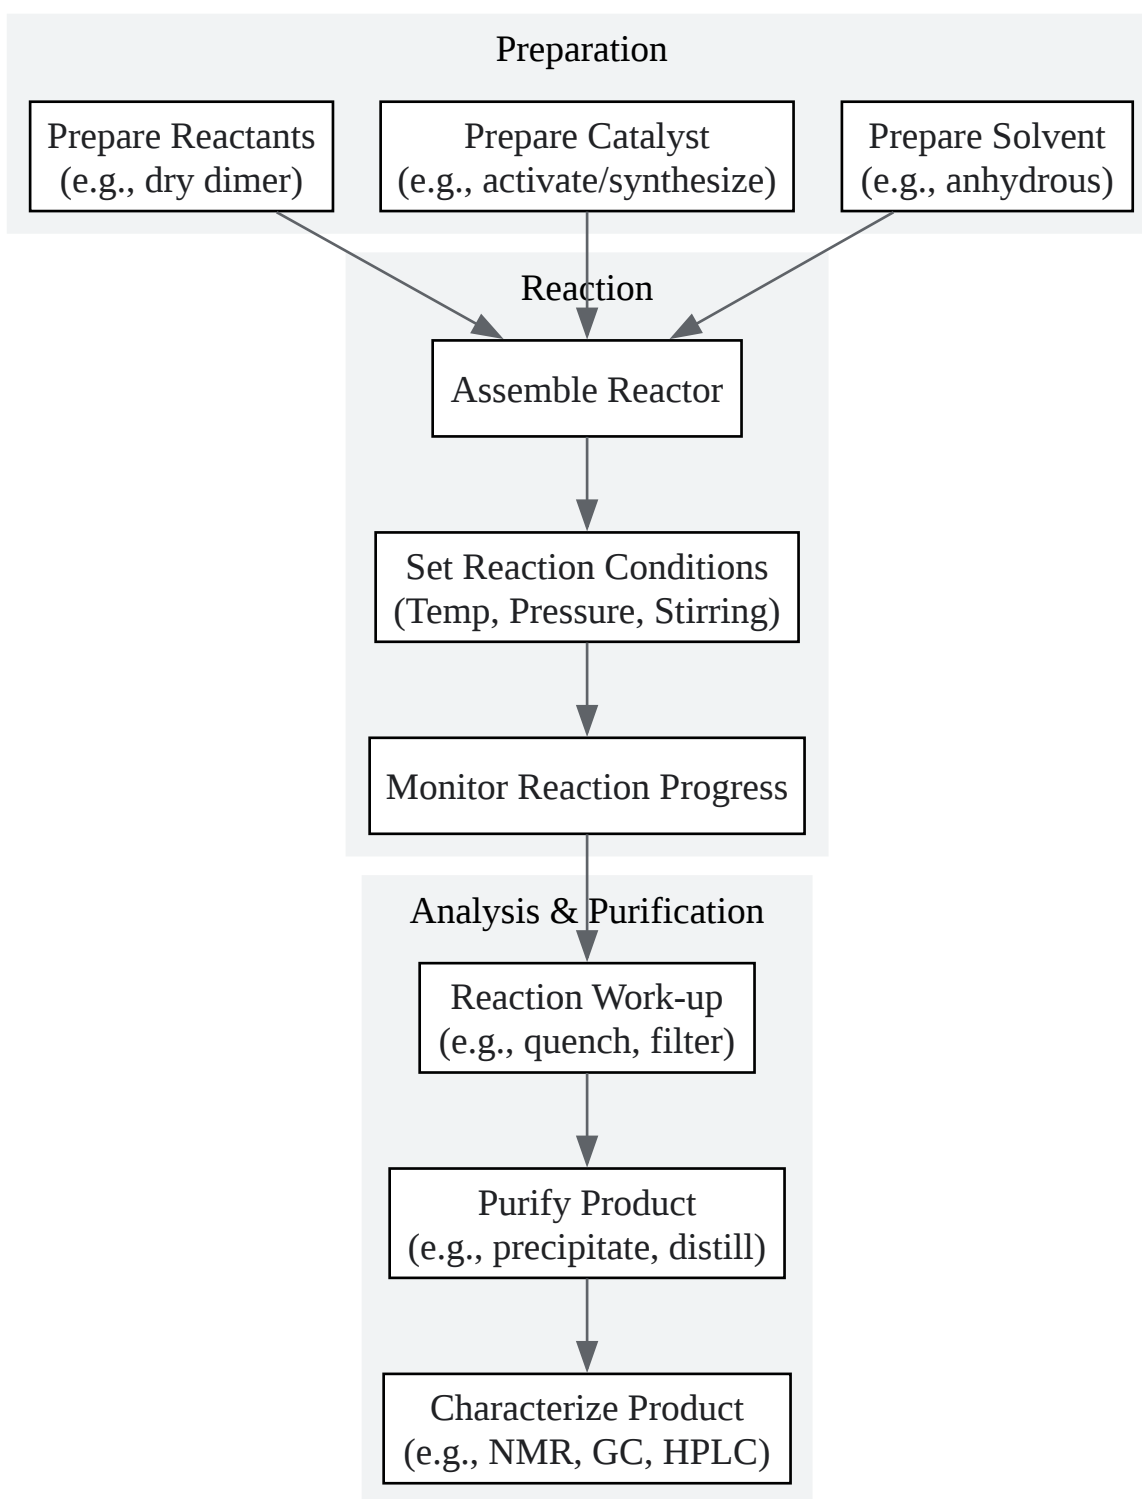 Preparation
Prepare Reactants
(e.g., dry dimer)
Prepare Catalyst
(e.g., activate/synthesize)
Prepare Solvent
(e.g., anhydrous)
Reaction
Assemble Reactor
Set Reaction Conditions
(Temp, Pressure, Stirring)
Monitor Reaction Progress
Analysis & Purification
Reaction Work-up
(e.g., quench, filter)
Purify Product
(e.g., precipitate, distill)
Characterize Product
(e.g., NMR, GC, HPLC)